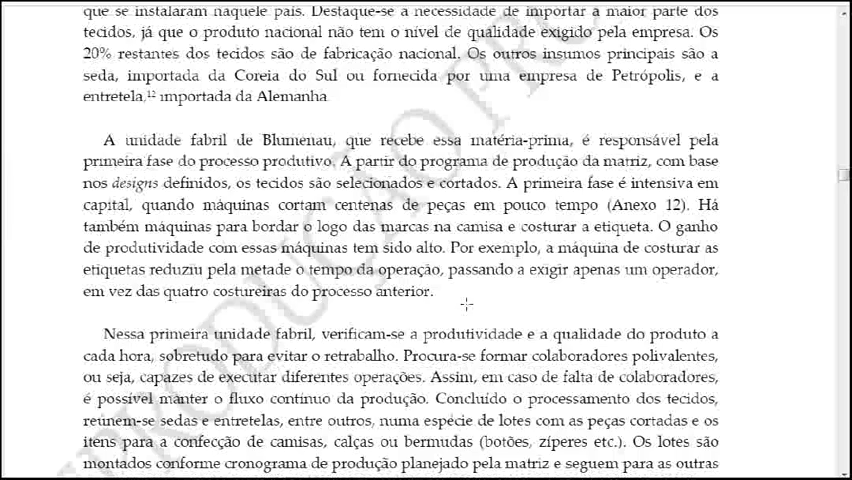 que se instalaram naquele país. Destaque-se a necessidade de importar a maior parte dos
tecidos, já que o produto nacional não tem o nível de qualidade exigido pela empresa. Os
20% restantes dos tecidos são de fabricação nacional. Os outros insumos principais são a
seda, importada da Coreia do Sul ou fornecida por uma empresa de Petrópolis, e a
entretela,¹² importada da Alemanha.
A unidade fabril de Blumenau, que recebe essa matéria-prima, é responsável pela
primeira fase do processo produtivo. A partir do programa de produção da matriz, com base
nos designs definidos, os tecidos são selecionados e cortados. A primeira fase é intensiva em
capital, quando máquinas cortam centenas de peças em pouco tempo (Anexo 12). Há
também máquinas para bordar o logo das marcas na camisa e costurar a etiqueta. O ganho
de produtividade com essas máquinas tem sido alto. Por exemplo, a máquina de costurar as
etiquetas reduziu pela metade o tempo da operação, passando a exigir apenas um operador,
em vez das quatro costureiras do processo anterior.
Nessa primeira unidade fabril, verificam-se a produtividade e a qualidade do produto a
cada hora, sobretudo para evitar o retrabalho. Procura-se formar colaboradores polivalentes,
ou seja, capazes de executar diferentes operações. Assim, em caso de falta de colaboradores,
é possível manter o fluxo contínuo da produção. Concluído o processamento dos tecidos,
reúnem-se sedas e entretelas, entre outros, numa espécie de lotes com as peças cortadas e os
itens para a confecção de camisas, calças ou bermudas (botões, zíperes etc.). Os lotes são
montados conforme cronograma de produção planejado pela matriz e seguem para as outras